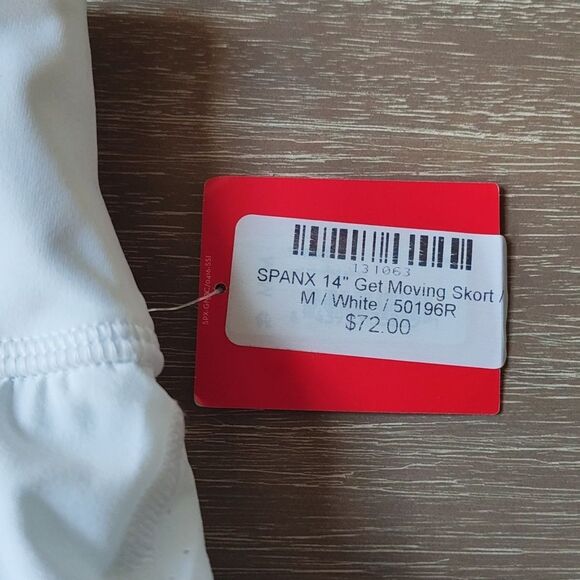 131063
SPANX 14" Get Moving Skort /
M / White / 50196R
$72.00